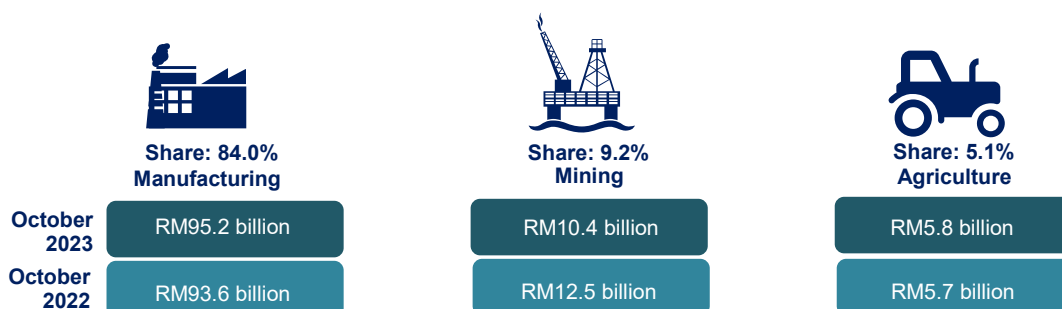 Share: 84.0%
Manufacturing
Share: 9.2%
Mining
Share: 5.1%
Agriculture
October
2023
RM95.2 billion
RM10.4 billion
RM5.8 billion
October
2022
RM93.6 billion
RM12.5 billion
RM5.7 billion